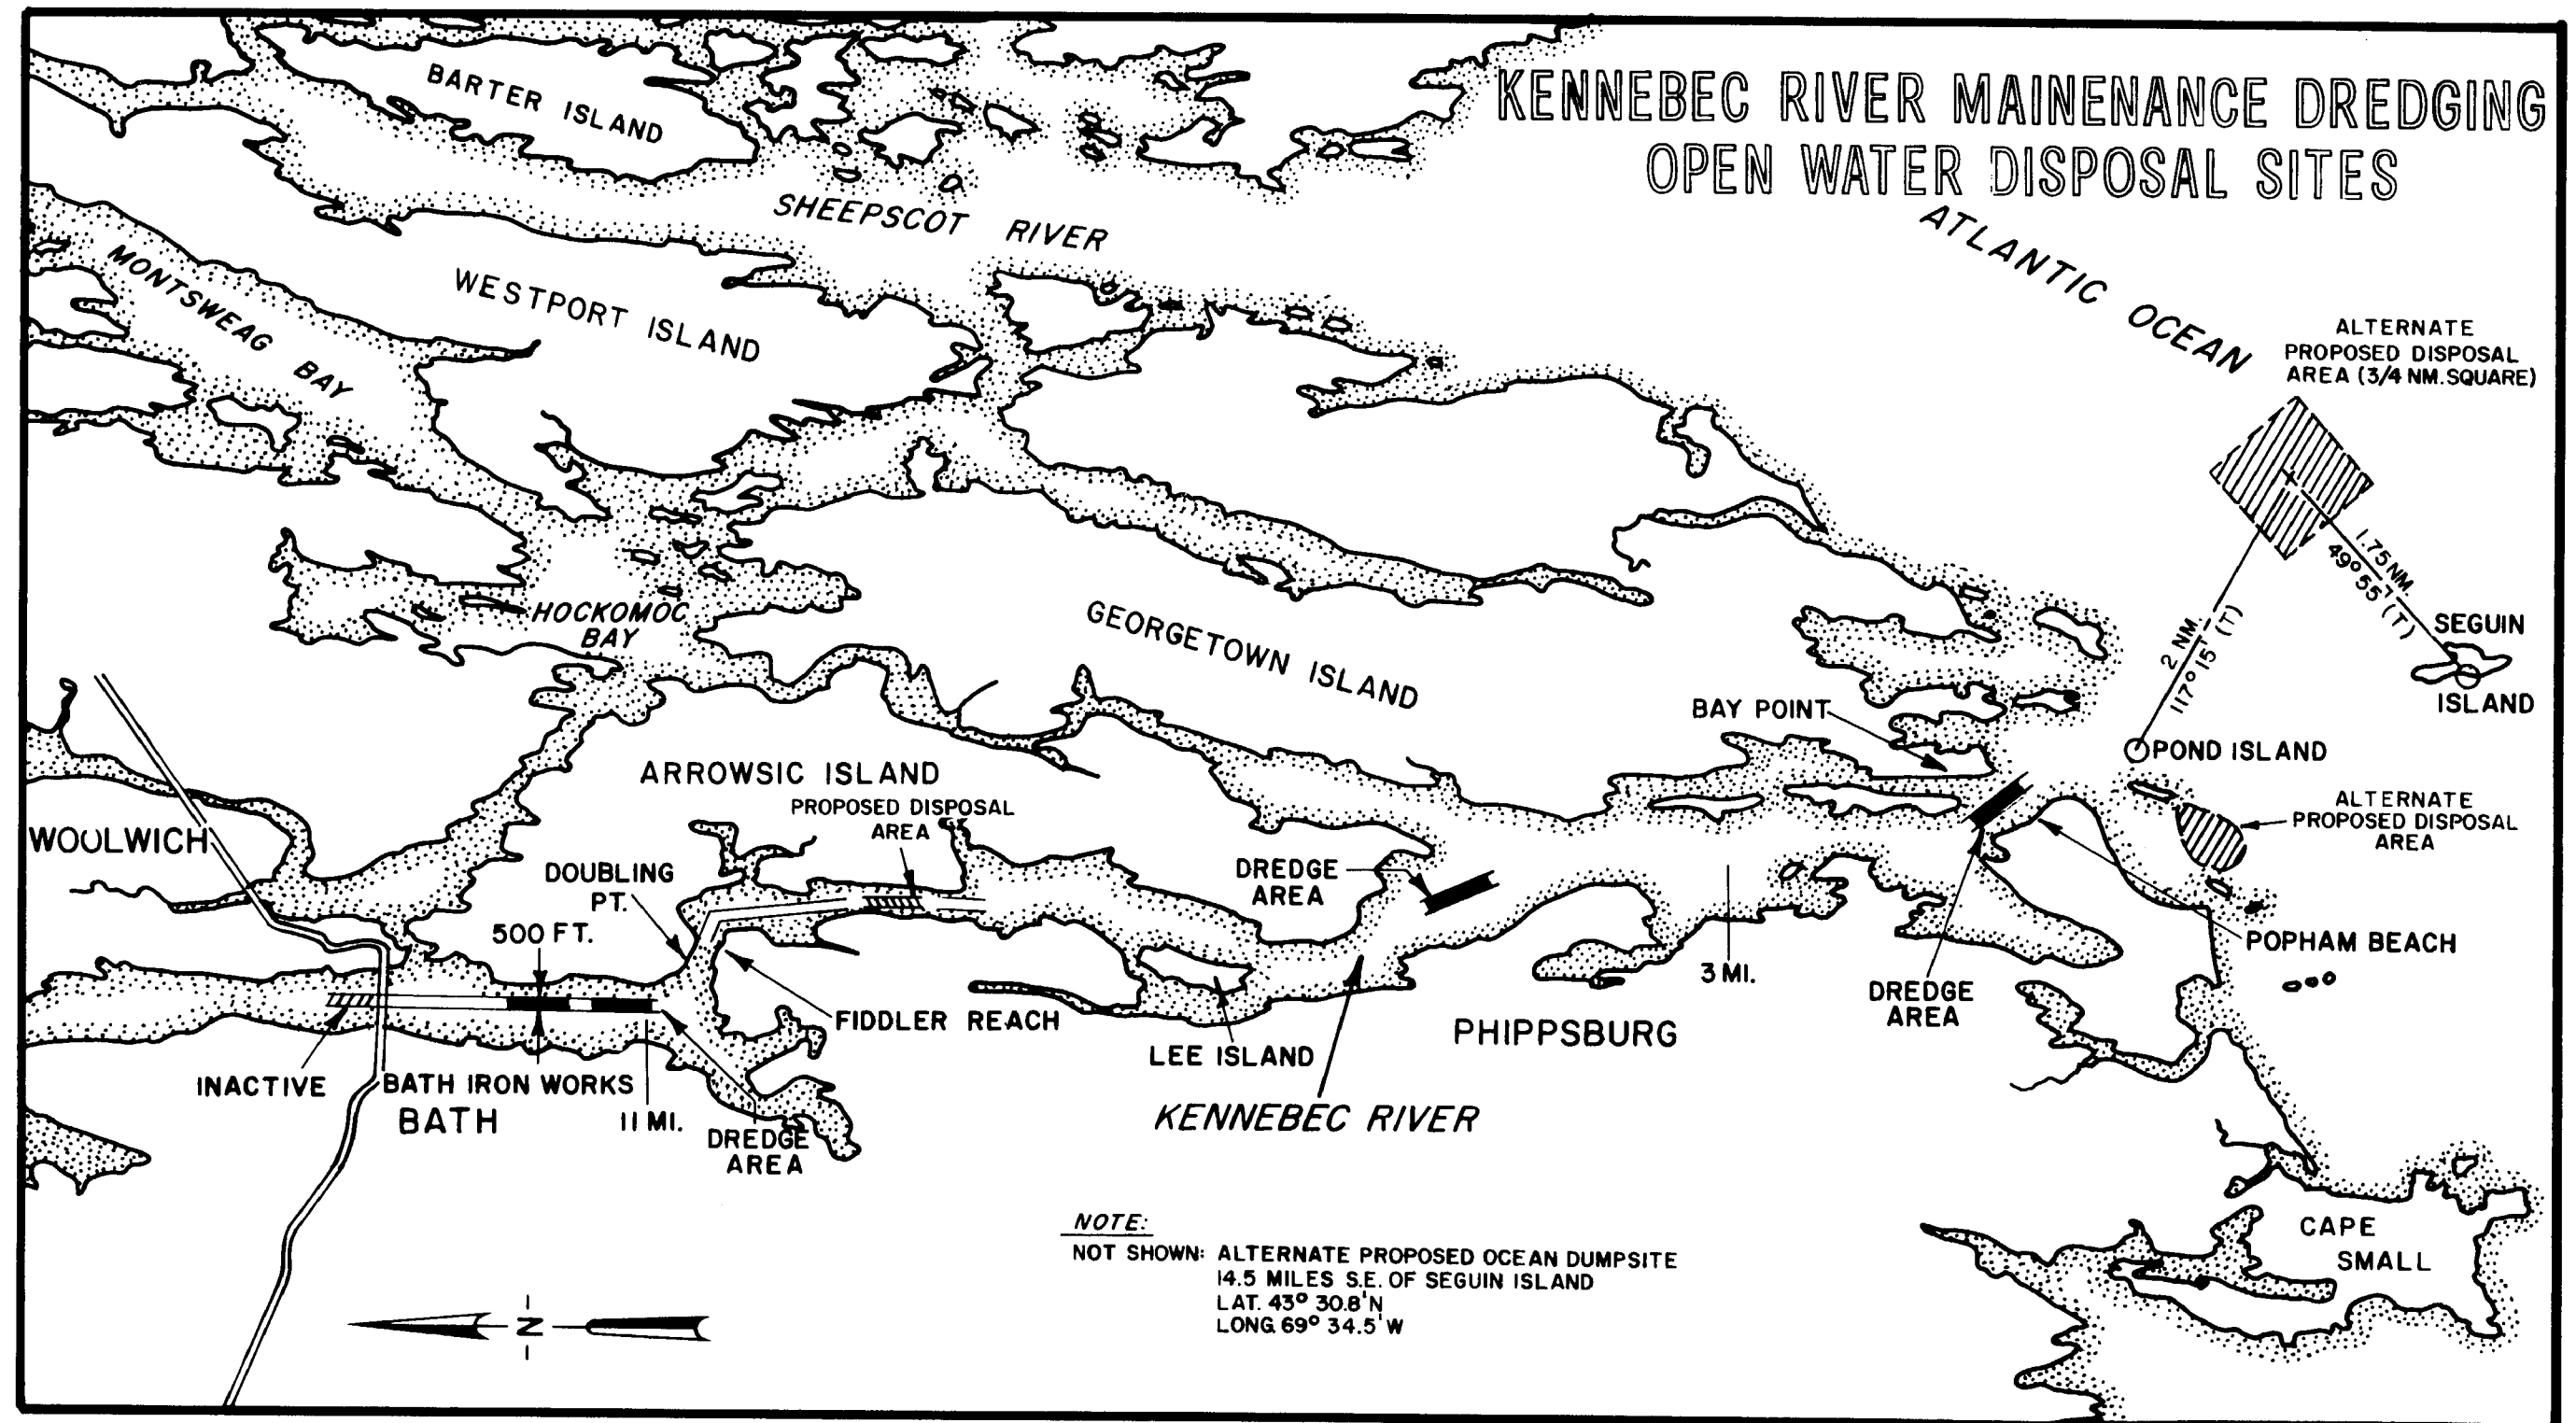 KENNEBEC RIVER MAINENANCE DREDGING
OPEN WATER DISPOSAL SITES
BARTER ISLAND
SHEEPSCOT RIVER
ATLANTIC OCEAN
MONTSWEAG BAY
WESTPORT ISLAND
ALTERNATE
PROPOSED DISPOSAL
AREA (3/4 NM. SQUARE)
1.75 NM
49° 55' (T)
2 NM
117° 15' (T)
SEGUIN
ISLAND
HOCKOMOC
BAY
GEORGETOWN ISLAND
BAY POINT
POND ISLAND
ARROWSIC ISLAND
PROPOSED DISPOSAL
AREA
ALTERNATE
PROPOSED DISPOSAL
AREA
WOOLWICH
DOUBLING
PT.
DREDGE
AREA
500 FT.
POPHAM BEACH
3 MI.
DREDGE
AREA
FIDDLER REACH
LEE ISLAND
PHIPPSBURG
INACTIVE
BATH IRON WORKS
BATH
11 MI.
DREDGE
AREA
KENNEBEC RIVER
NOTE:
NOT SHOWN: ALTERNATE PROPOSED OCEAN DUMPSITE
14.5 MILES S.E. OF SEGUIN ISLAND
LAT. 43° 30.8'N
LONG 69° 34.5'W
CAPE
SMALL
N